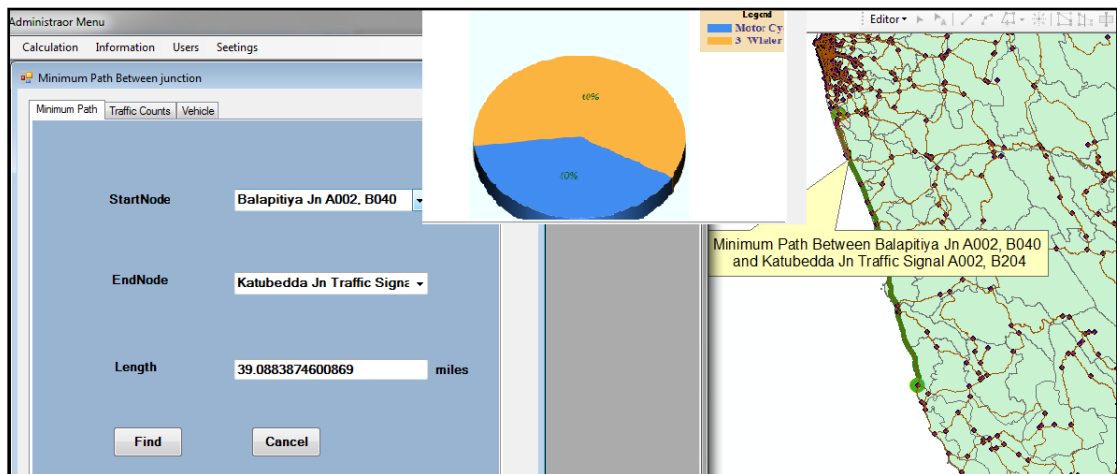 Administraor Menu
Calculation Information Users Seetings
Minimum Path Between junction
Minimum Path Traffic Counts Vehicle
StartNode Balapitiya Jn A002, B040
EndNode Katubedda Jn Traffic Signa
Length 39.0883874600869 miles
Find Cancel
Legend
Motor Cy
3 Wheler
60%
Editor
Minimum Path Between Balapitiya Jn A002, B040
and Katubedda Jn Traffic Signal A002, B204